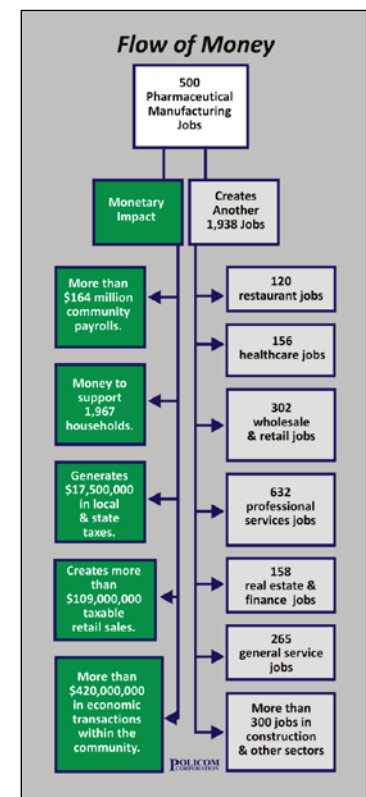 Flow of Money
500
Pharmaceutical
Manufacturing
Jobs
Monetary
Impact
Creates
Another
1,938 Jobs
More than
$164 million
community
payrolls.
Money to
support
1,967
households.
Generates
$17,500,000
in local
& state
taxes.
Creates more
than
$109,000,000
taxable
retail sales.
More than
$420,000,000
in economic
transactions
within the
community.
120
restaurant jobs
156
healthcare jobs
302
wholesale
& retail jobs
632
professional
services jobs
158
real estate &
finance jobs
265
general service
jobs
More than
300 jobs in
construction
& other sectors
POLICOM
CORPORATION